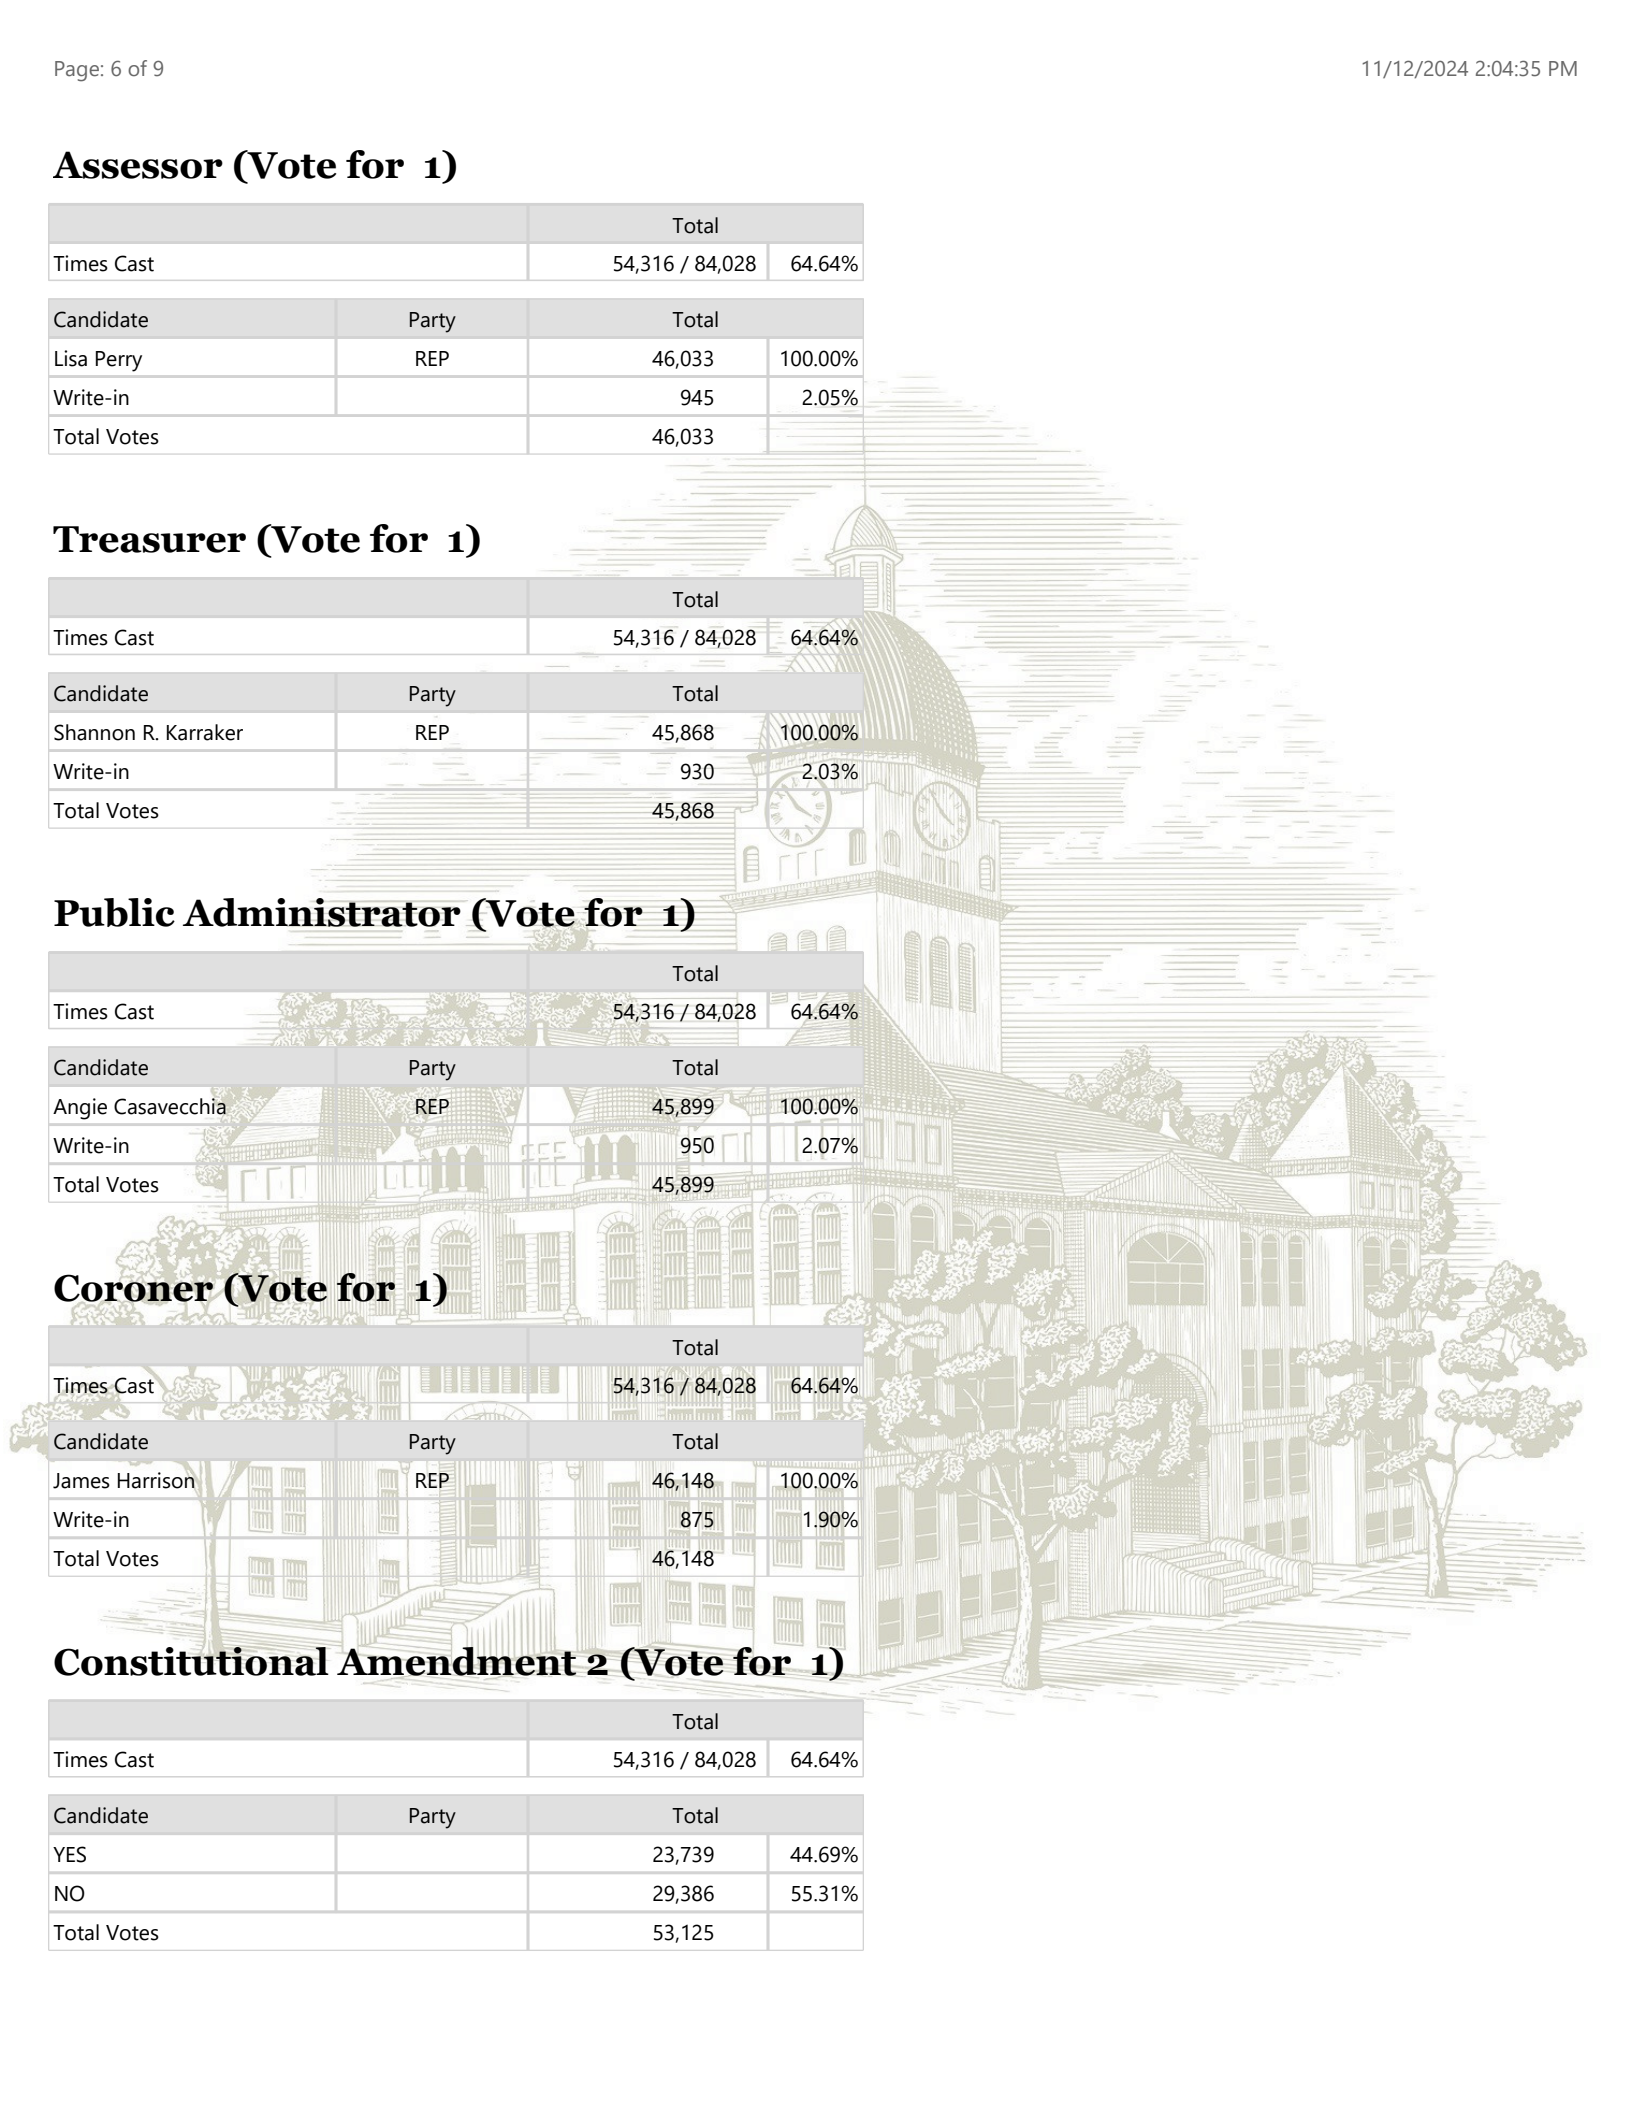 Page: 6 of 9 11/12/2024 2:04:35 PM
Assessor (Vote for 1)
Total
Times Cast 54,316 / 84,028 64.64%
Candidate Party Total
Lisa Perry REP 46,033 100.00%
Write-in 945 2.05%
Total Votes 46,033
Treasurer (Vote for 1)
Total
Times Cast 54,316 / 84,028 64.64%
Candidate Party Total
Shannon R. Karraker REP 45,868 100.00%
Write-in 930 2.03%
Total Votes 45,868
Public Administrator (Vote for 1)
Total
Times Cast 54,316 / 84,028 64.64%
Candidate Party Total
Angie Casavecchia REP 45,899 100.00%
Write-in 950 2.07%
Total Votes 45,899
Coroner (Vote for 1)
Total
Times Cast 54,316 / 84,028 64.64%
Candidate Party Total
James Harrison REP 46,148 100.00%
Write-in 875 1.90%
Total Votes 46,148
Constitutional Amendment 2 (Vote for 1)
Total
Times Cast 54,316 / 84,028 64.64%
Candidate Party Total
YES 23,739 44.69%
NO 29,386 55.31%
Total Votes 53,125